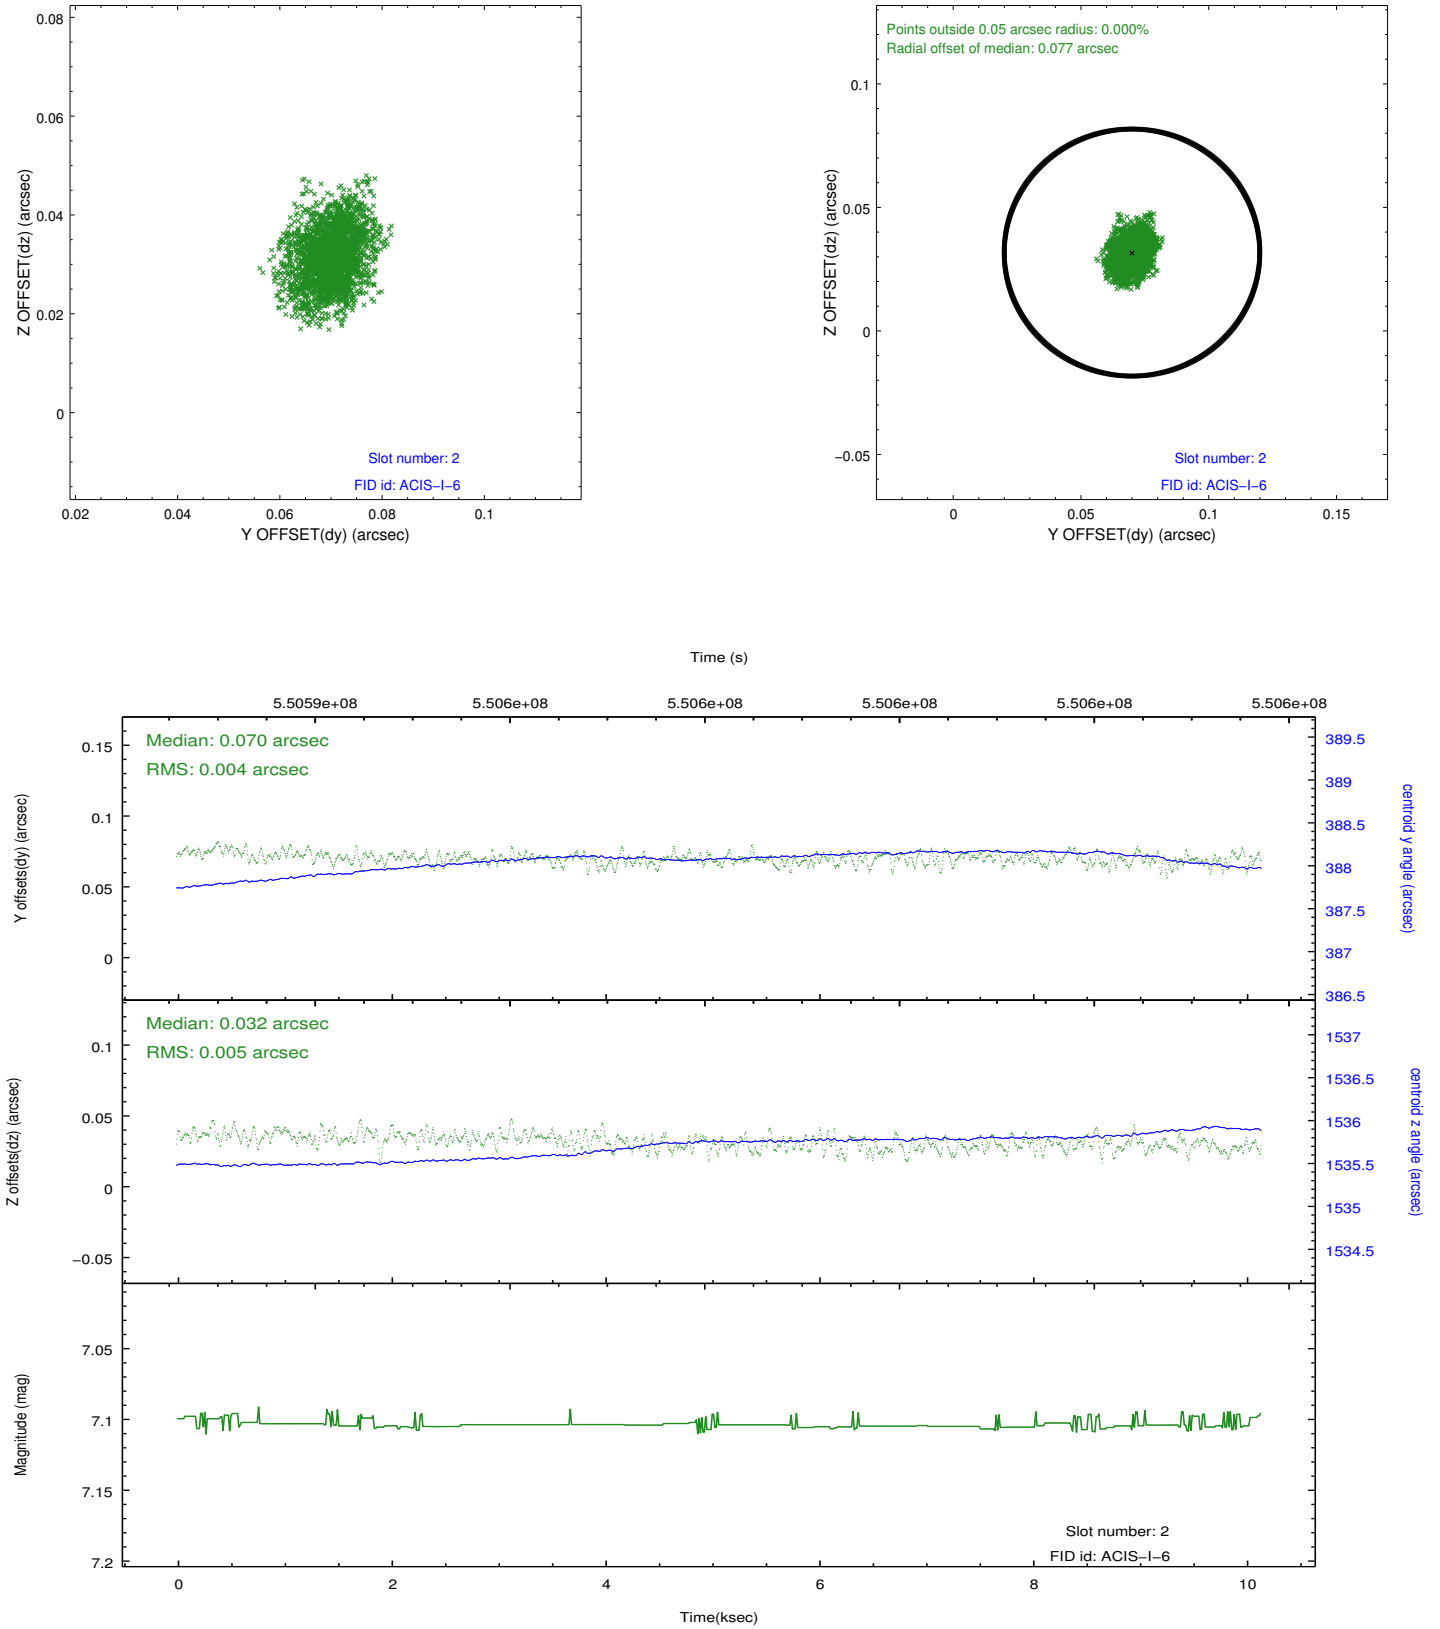 0.08
0.06
0.04
0.02
0
Z OFFSET(dz) (arcsec)
Slot number: 2
FID id: ACIS−I−6
0.02 0.04 0.06 0.08 0.1
Y OFFSET(dy) (arcsec)
Points outside 0.05 arcsec radius: 0.000%
Radial offset of median: 0.077 arcsec
0.1
0.05
0
−0.05
Z OFFSET(dz) (arcsec)
Slot number: 2
FID id: ACIS−I−6
0 0.05 0.1 0.15
Y OFFSET(dy) (arcsec)
Time (s)
5.5059e+08 5.506e+08 5.506e+08 5.506e+08 5.506e+08 5.506e+08
Median: 0.070 arcsec
RMS: 0.004 arcsec
0.15
0.1
0.05
0
Y offsets(dy) (arcsec)
389.5
389
388.5
388
387.5
387
386.5
centroid y angle (arcsec)
Median: 0.032 arcsec
RMS: 0.005 arcsec
0.1
0.05
0
−0.05
Z offsets(dz) (arcsec)
1537
1536.5
1536
1535.5
1535
1534.5
centroid z angle (arcsec)
7.05
7.1
7.15
7.2
Magnitude (mag)
Slot number: 2
FID id: ACIS−I−6
0 2 4 6 8 10
Time(ksec)